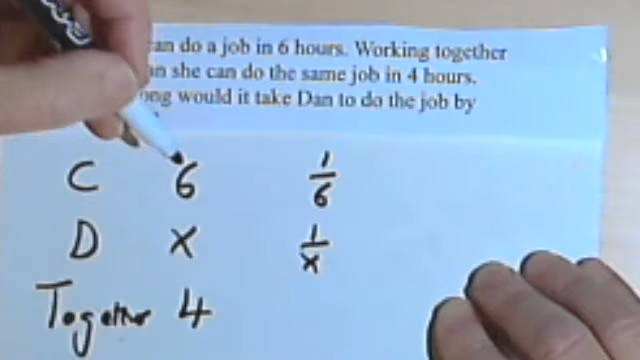 an do a job in 6 hours. Working together
an she can do the same job in 4 hours.
ong would it take Dan to do the job by
C 6 1/6
D X 1/X
Together 4